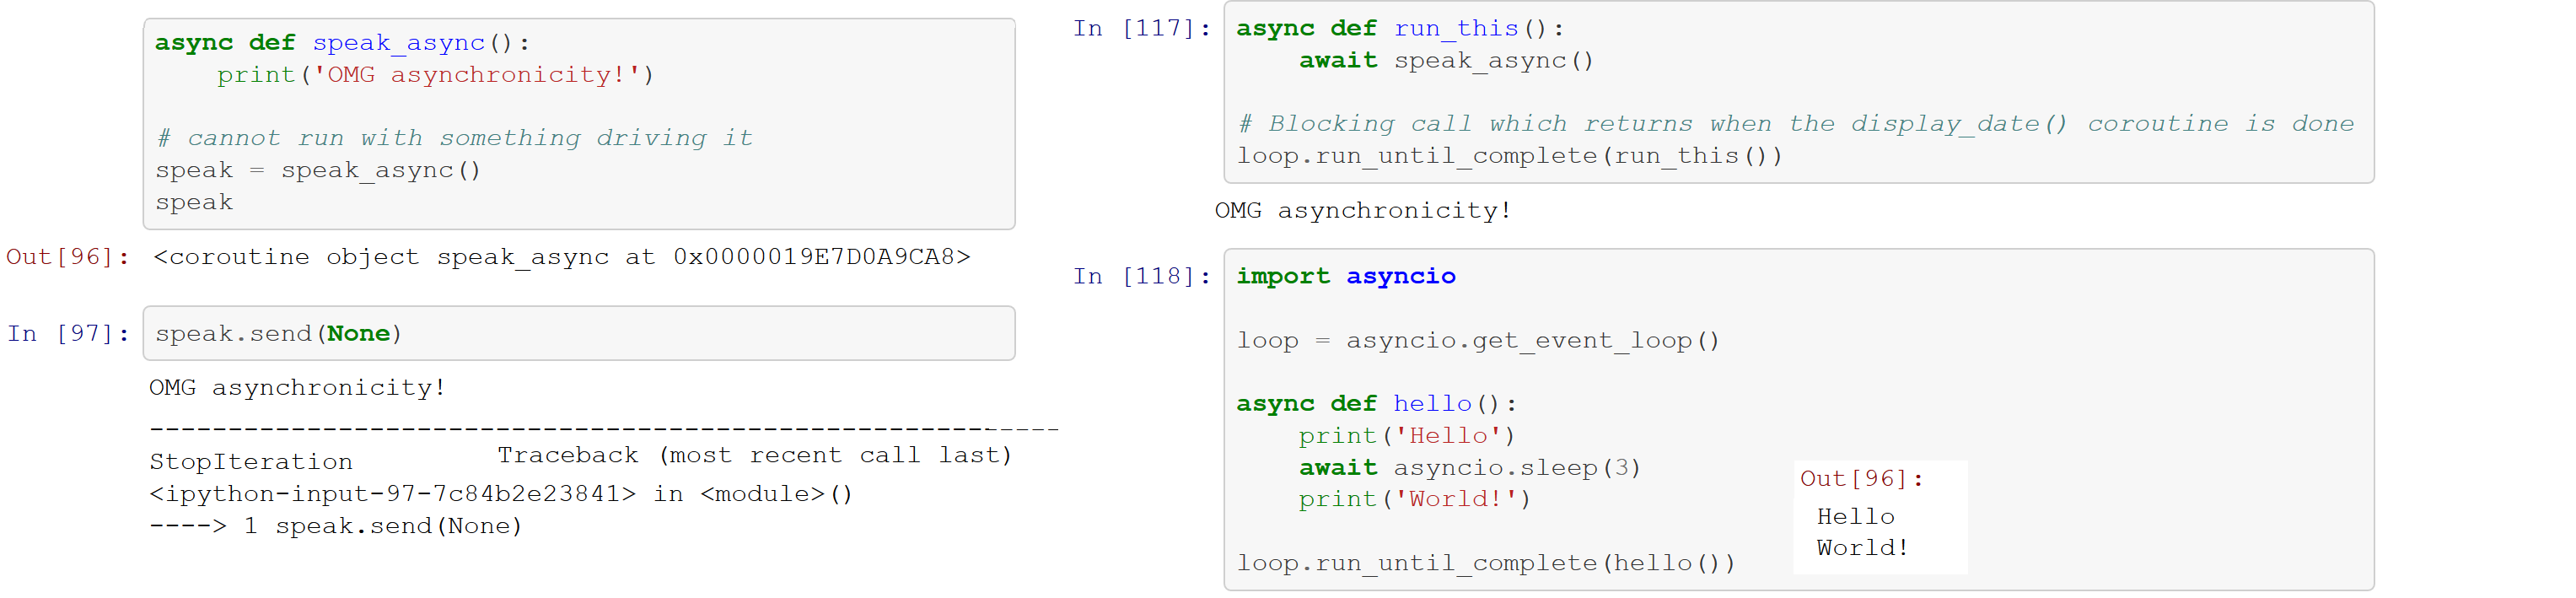 async def speak_async():
    print('OMG asynchronicity!')

# cannot run with something driving it
speak = speak_async()
speak
Out[96]: <coroutine object speak_async at 0x0000019E7D0A9CA8>
In [97]: speak.send(None)
OMG asynchronicity!
-----------------------------------------------------------
StopIteration Traceback (most recent call last)
<ipython-input-97-7c84b2e23841> in <module>()
----> 1 speak.send(None)
In [117]: async def run_this():
    await speak_async()

# Blocking call which returns when the display_date() coroutine is done
loop.run_until_complete(run_this())
OMG asynchronicity!
In [118]: import asyncio

loop = asyncio.get_event_loop()

async def hello():
    print('Hello')
    await asyncio.sleep(3)
    print('World!')

loop.run_until_complete(hello())
Out[96]:
Hello
World!